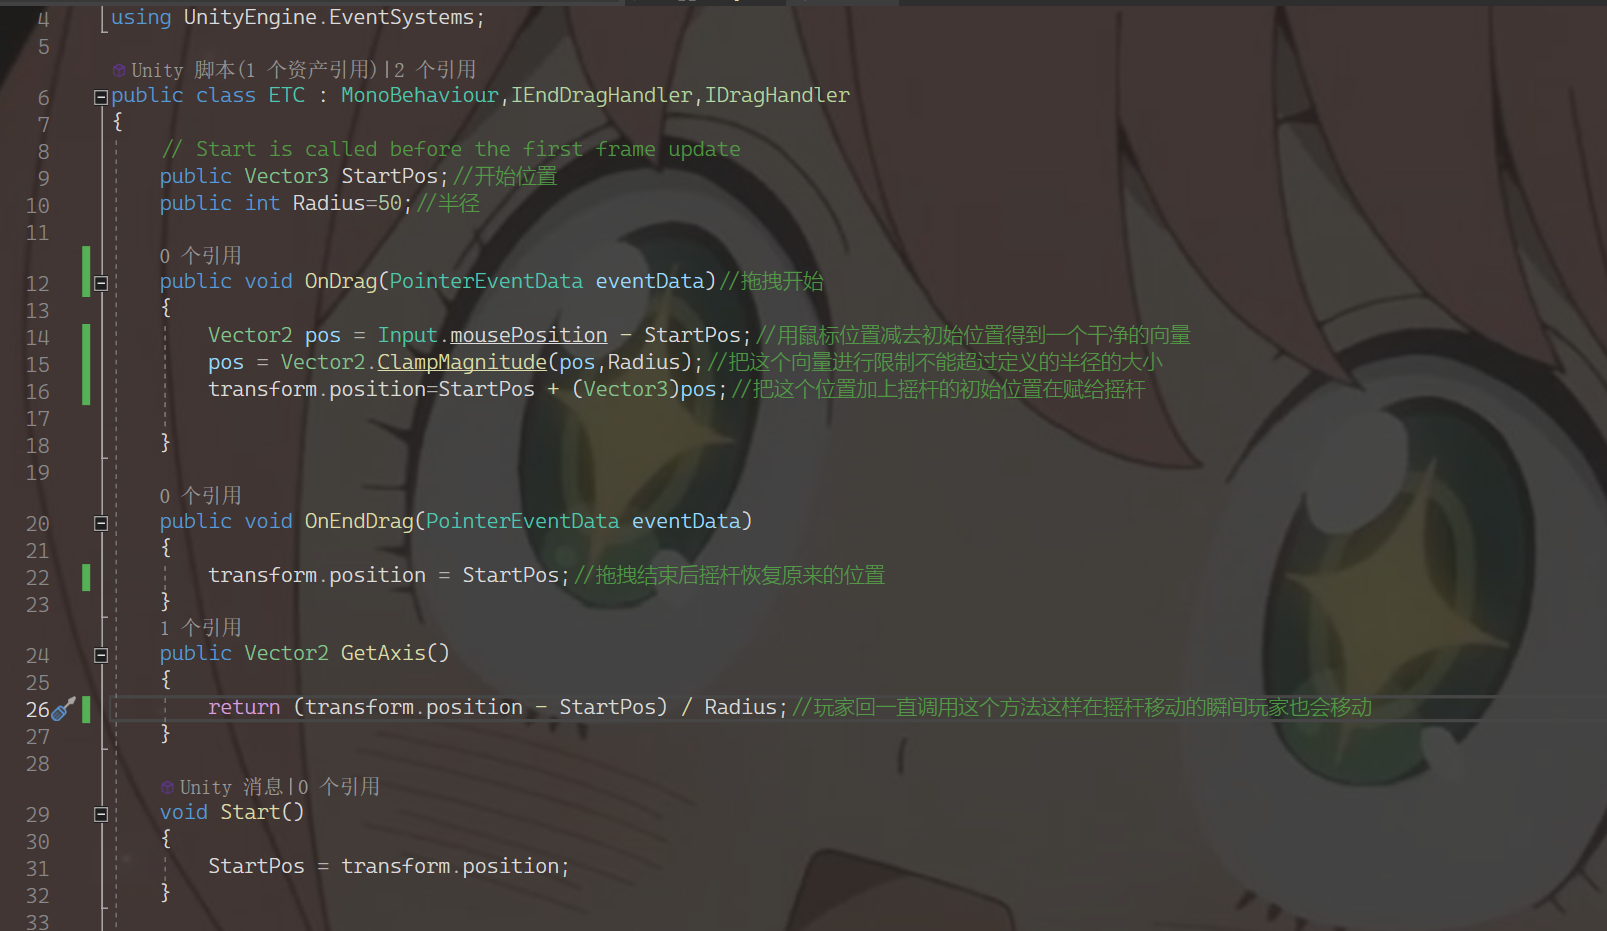 4 using UnityEngine.EventSystems;
5
Unity 脚本(1 个资产引用)|2 个引用
6 public class ETC : MonoBehaviour,IEndDragHandler,IDragHandler
7 {
8 // Start is called before the first frame update
9 public Vector3 StartPos;//开始位置
10 public int Radius=50;//半径
11
0 个引用
12 public void OnDrag(PointerEventData eventData)//拖拽开始
13 {
14 Vector2 pos = Input.mousePosition - StartPos;//用鼠标位置减去初始位置得到一个干净的向量
15 pos = Vector2.ClampMagnitude(pos,Radius);//把这个向量进行限制不能超过定义的半径的大小
16 transform.position=StartPos + (Vector3)pos;//把这个位置加上摇杆的初始位置在赋给摇杆
17
18 }
19
0 个引用
20 public void OnEndDrag(PointerEventData eventData)
21 {
22 transform.position = StartPos;//拖拽结束后摇杆恢复原来的位置
23 }
1 个引用
24 public Vector2 GetAxis()
25 {
26 return (transform.position - StartPos) / Radius;//玩家回一直调用这个方法这样在摇杆移动的瞬间玩家也会移动
27 }
28
Unity 消息|0 个引用
29 void Start()
30 {
31 StartPos = transform.position;
32 }
33